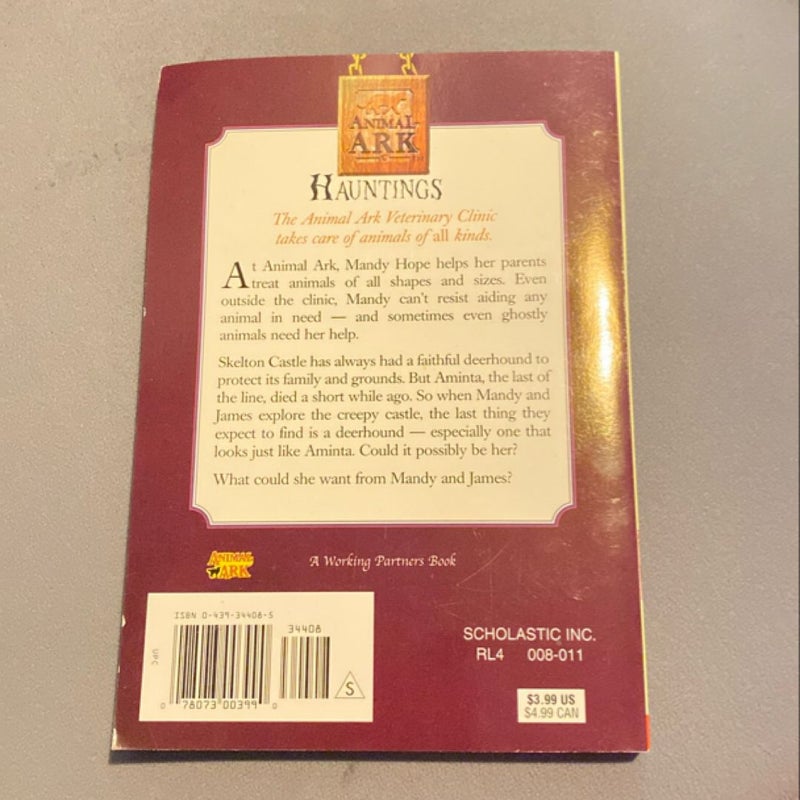 ANIMAL
ARK
HAUNTINGS
The Animal Ark Veterinary Clinic
takes care of animals of all kinds.
At Animal Ark, Mandy Hope helps her parents
treat animals of all shapes and sizes. Even
outside the clinic, Mandy can't resist aiding any
animal in need — and sometimes even ghostly
animals need her help.
Skelton Castle has always had a faithful deerhound to
protect its family and grounds. But Aminta, the last of
the line, died a short while ago. So when Mandy and
James explore the creepy castle, the last thing they
expect to find is a deerhound — especially one that
looks just like Aminta. Could it possibly be her?
What could she want from Mandy and James?
ANIMAL
ARK
A Working Partners Book
ISBN 0-439-34408-5
34408
UPC
S
0 78073 00399 0
SCHOLASTIC INC.
RL4 008-011
$3.99 US
$4.99 CAN